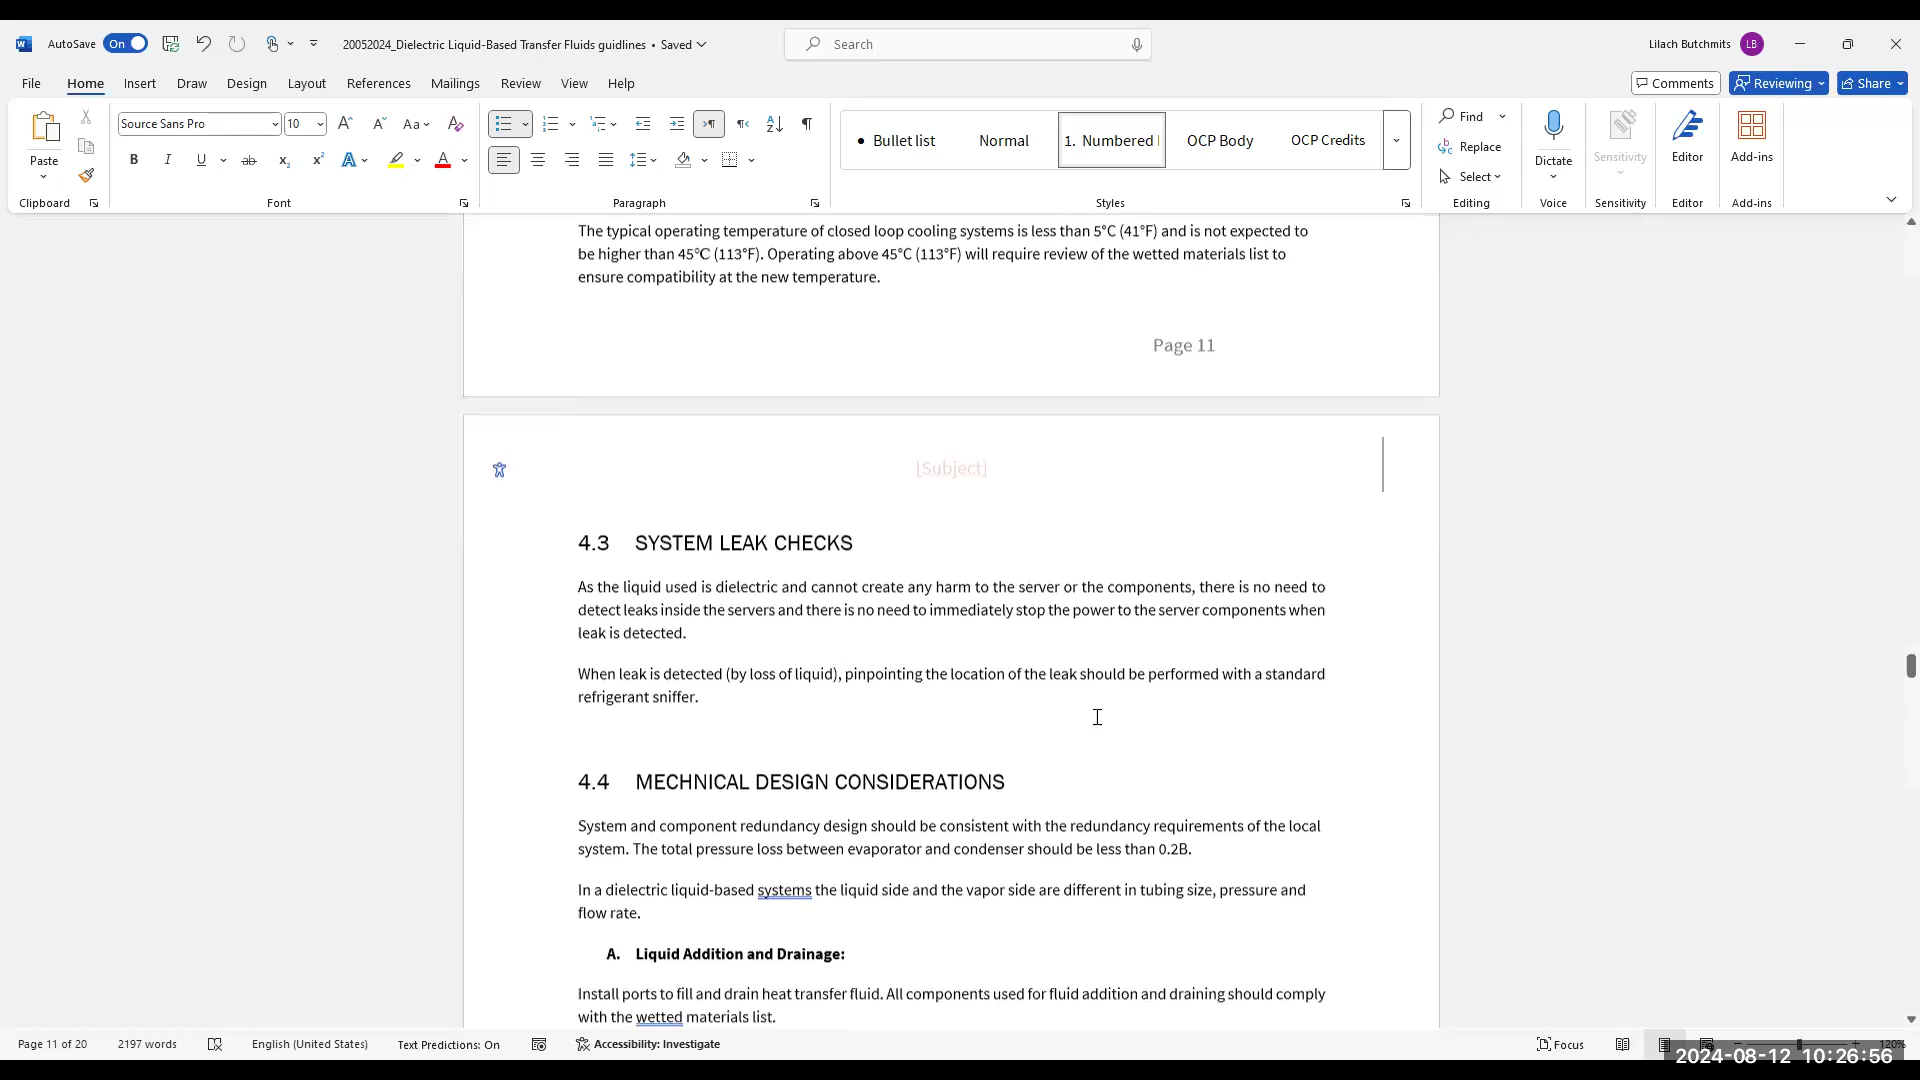 AutoSave On 20052024_Dielectric Liquid-Based Transfer Fluids guidlines • Saved Search Lilach Butchmits LB
File Home Insert Draw Design Layout References Mailings Review View Help Comments Reviewing Share
Source Sans Pro 10 Aa
Paste B I U ab x₂ x² A A
• Bullet list Normal 1. Numbered OCP Body OCP Credits
Find
Replace
Select
Dictate Sensitivity Editor Add-ins
Clipboard Font Paragraph Styles Editing Voice Sensitivity Editor Add-ins
The typical operating temperature of closed loop cooling systems is less than 5°C (41°F) and is not expected to
be higher than 45°C (113°F). Operating above 45°C (113°F) will require review of the wetted materials list to
ensure compatibility at the new temperature.
Page 11
[Subject]
4.3 SYSTEM LEAK CHECKS
As the liquid used is dielectric and cannot create any harm to the server or the components, there is no need to
detect leaks inside the servers and there is no need to immediately stop the power to the server components when
leak is detected.
When leak is detected (by loss of liquid), pinpointing the location of the leak should be performed with a standard
refrigerant sniffer.
4.4 MECHNICAL DESIGN CONSIDERATIONS
System and component redundancy design should be consistent with the redundancy requirements of the local
system. The total pressure loss between evaporator and condenser should be less than 0.2B.
In a dielectric liquid-based systems the liquid side and the vapor side are different in tubing size, pressure and
flow rate.
A. Liquid Addition and Drainage:
Install ports to fill and drain heat transfer fluid. All components used for fluid addition and draining should comply
with the wetted materials list.
Page 11 of 20 2197 words English (United States) Text Predictions: On Accessibility: Investigate Focus 120%
2024-08-12 10:26:56